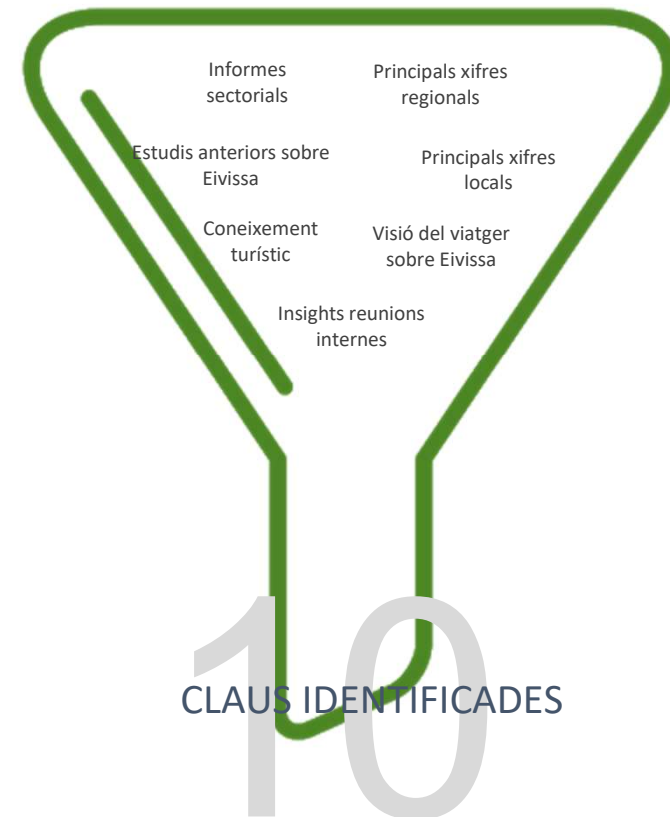 Informes
sectorials
Principals xifres
regionals
Estudis anteriors sobre
Eivissa
Principals xifres
locals
Coneixement
turístic
Visió del viatger
sobre Eivissa
Insights reunions
internes
10
CLAUS IDENTIFICADES